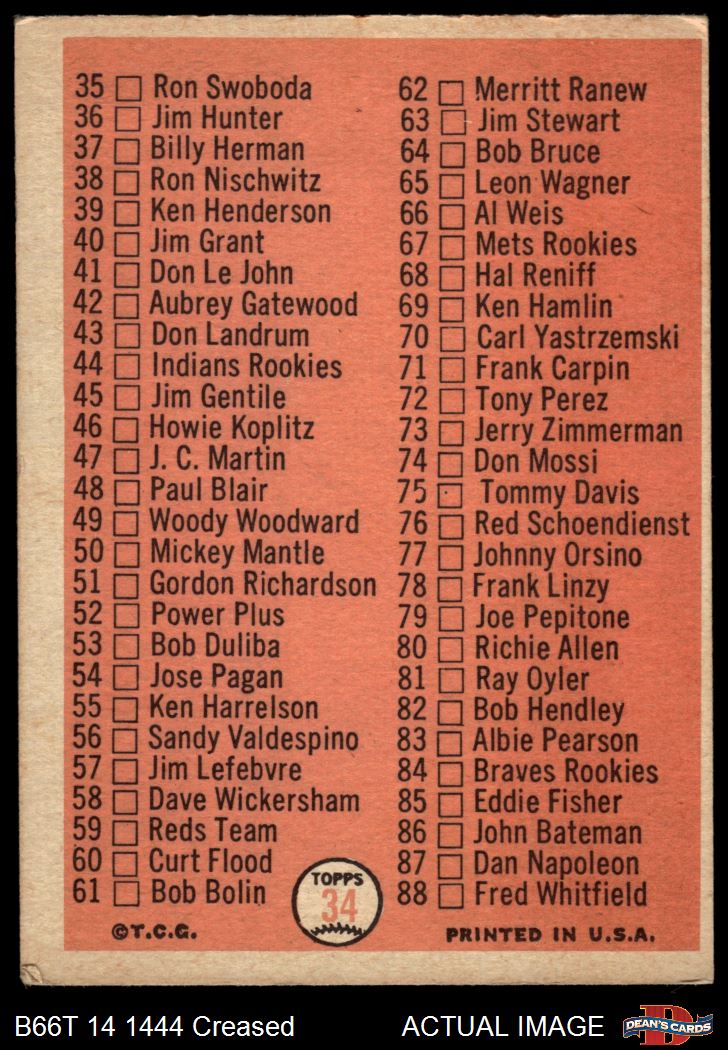 35 Ron Swoboda
36 Jim Hunter
37 Billy Herman
38 Ron Nischwitz
39 Ken Henderson
40 Jim Grant
41 Don Le John
42 Aubrey Gatewood
43 Don Landrum
44 Indians Rookies
45 Jim Gentile
46 Howie Koplitz
47 J. C. Martin
48 Paul Blair
49 Woody Woodward
50 Mickey Mantle
51 Gordon Richardson
52 Power Plus
53 Bob Duliba
54 Jose Pagan
55 Ken Harrelson
56 Sandy Valdespino
57 Jim Lefebvre
58 Dave Wickersham
59 Reds Team
60 Curt Flood
61 Bob Bolin
62 Merritt Ranew
63 Jim Stewart
64 Bob Bruce
65 Leon Wagner
66 Al Weis
67 Mets Rookies
68 Hal Reniff
69 Ken Hamlin
70 Carl Yastrzemski
71 Frank Carpin
72 Tony Perez
73 Jerry Zimmerman
74 Don Mossi
75 Tommy Davis
76 Red Schoendienst
77 Johnny Orsino
78 Frank Linzy
79 Joe Pepitone
80 Richie Allen
81 Ray Oyler
82 Bob Hendley
83 Albie Pearson
84 Braves Rookies
85 Eddie Fisher
86 John Bateman
87 Dan Napoleon
88 Fred Whitfield
TOPPS
34
©T.C.G.
PRINTED IN U.S.A.
B66T 14 1444 Creased
ACTUAL IMAGE
D
DEAN'S CARDS